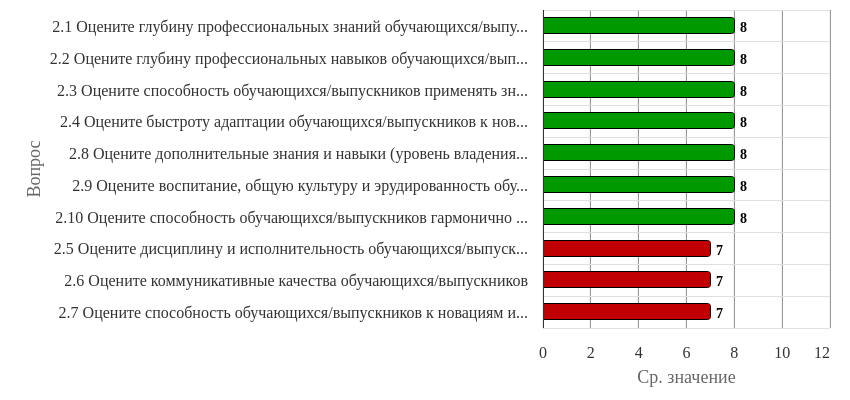 2.1 Оцените глубину профессиональных знаний обучающихся/выпу... 8
2.2 Оцените глубину профессиональных навыков обучающихся/вып... 8
2.3 Оцените способность обучающихся/выпускников применять зн... 8
2.4 Оцените быстроту адаптации обучающихся/выпускников к нов... 8
2.8 Оцените дополнительные знания и навыки (уровень владения... 8
2.9 Оцените воспитание, общую культуру и эрудированность обу... 8
2.10 Оцените способность обучающихся/выпускников гармонично ... 8
2.5 Оцените дисциплину и исполнительность обучающихся/выпуск... 7
2.6 Оцените коммуникативные качества обучающихся/выпускников 7
2.7 Оцените способность обучающихся/выпускников к новациям и... 7
Вопрос
0 2 4 6 8 10 12
Ср. значение